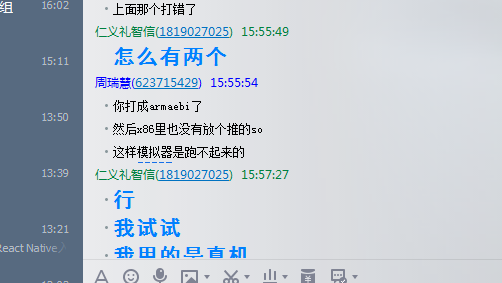 组
16:02
15:11
13:50
13:39
13:21
React Native
上面那个打错了
仁义礼智信(1819027025) 15:55:49
怎么有两个
周瑞慧(623715429) 15:55:54
你打成armaebi了
然后x86里也没有放个推的so
这样模拟器是跑不起来的
仁义礼智信(1819027025) 15:57:27
行
我试试
我用的是真机